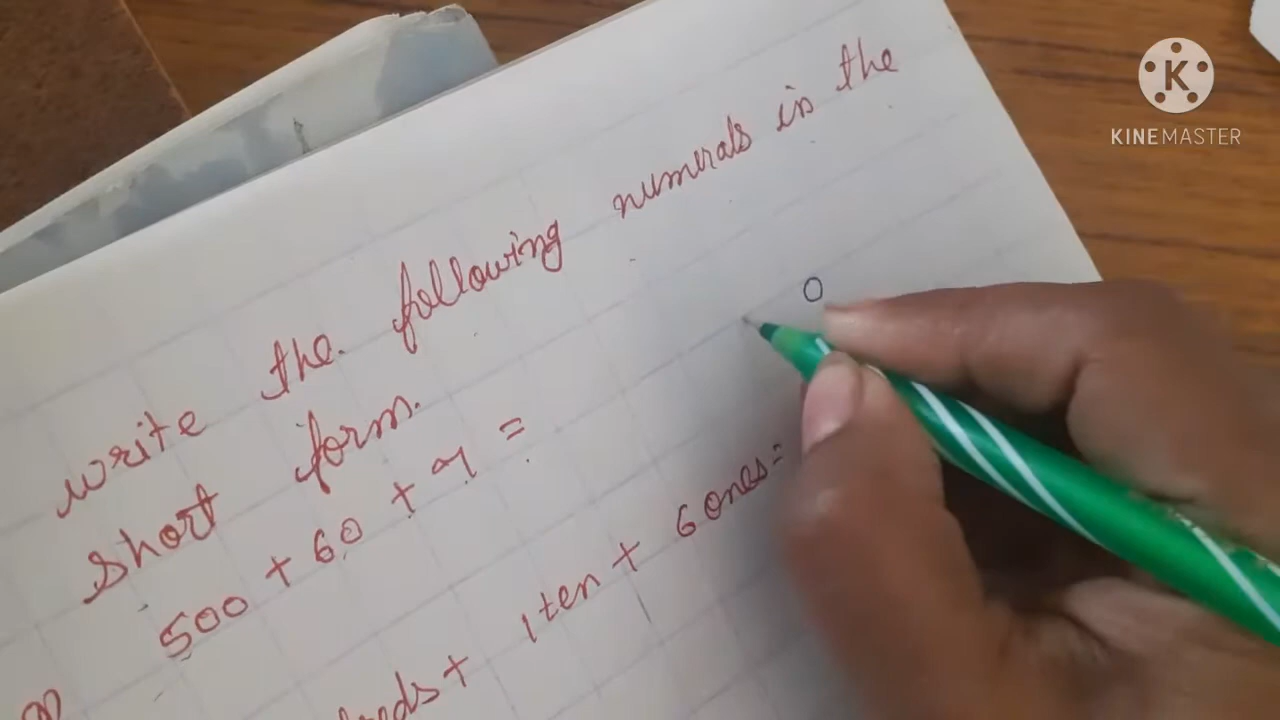 write the following numerals in the
short form.
500 + 60 + 7 =
1 ten + 6 ones =
O
KINEMASTER